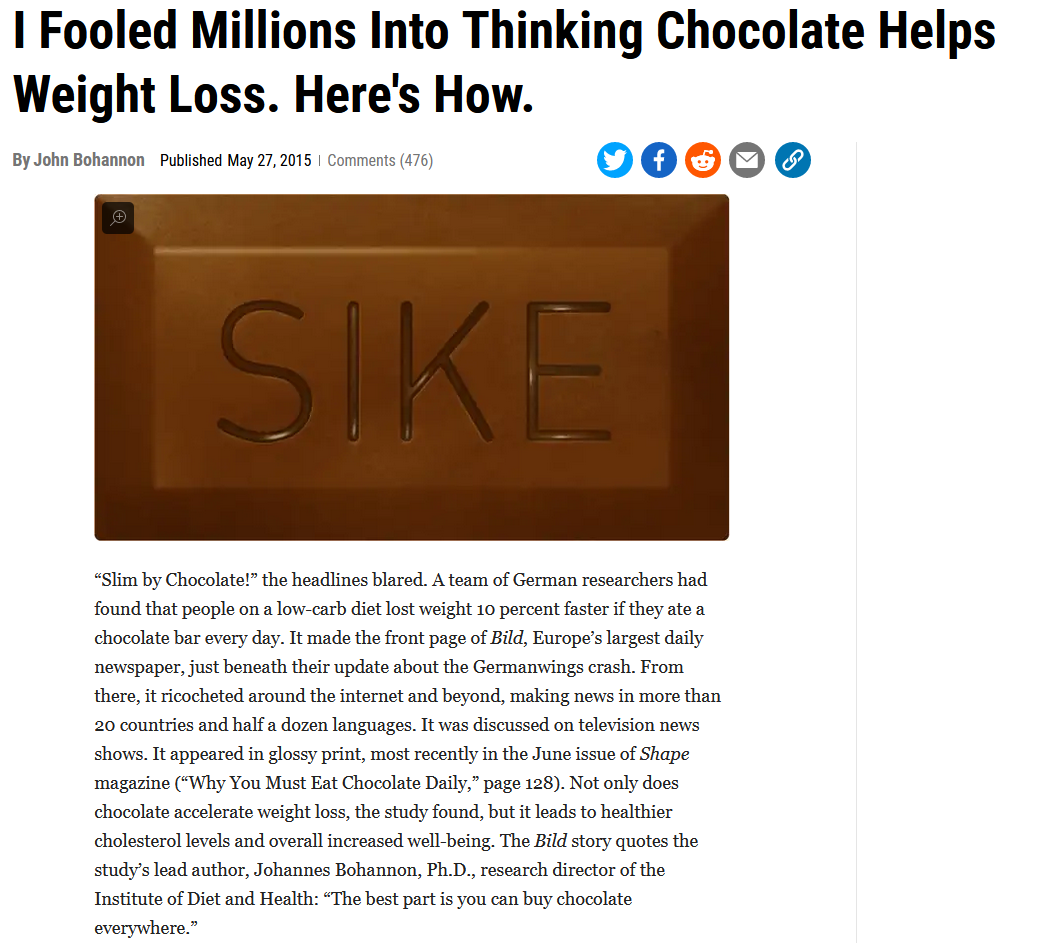 I Fooled Millions Into Thinking Chocolate Helps
Weight Loss. Here's How.
By John Bohannon Published May 27, 2015 | Comments (476)
SIKE
“Slim by Chocolate!” the headlines blared. A team of German researchers had
found that people on a low-carb diet lost weight 10 percent faster if they ate a
chocolate bar every day. It made the front page of Bild, Europe’s largest daily
newspaper, just beneath their update about the Germanwings crash. From
there, it ricocheted around the internet and beyond, making news in more than
20 countries and half a dozen languages. It was discussed on television news
shows. It appeared in glossy print, most recently in the June issue of Shape
magazine (“Why You Must Eat Chocolate Daily,” page 128). Not only does
chocolate accelerate weight loss, the study found, but it leads to healthier
cholesterol levels and overall increased well-being. The Bild story quotes the
study’s lead author, Johannes Bohannon, Ph.D., research director of the
Institute of Diet and Health: “The best part is you can buy chocolate
everywhere.”